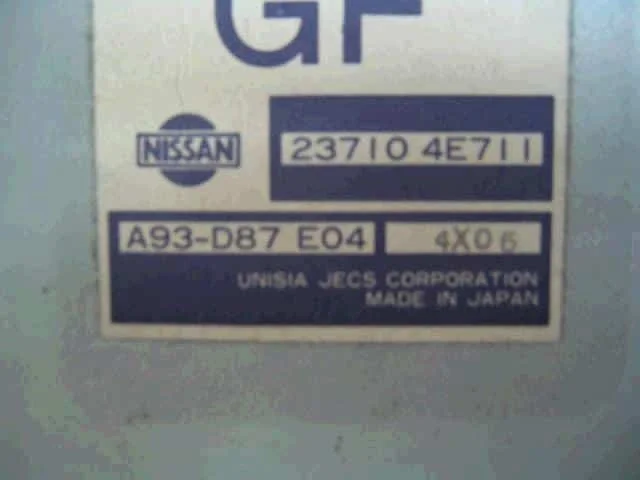 GF
NISSAN
23710 4E711
A93-D87 E04
4X06
UNISIA JECS CORPORATION
MADE IN JAPAN